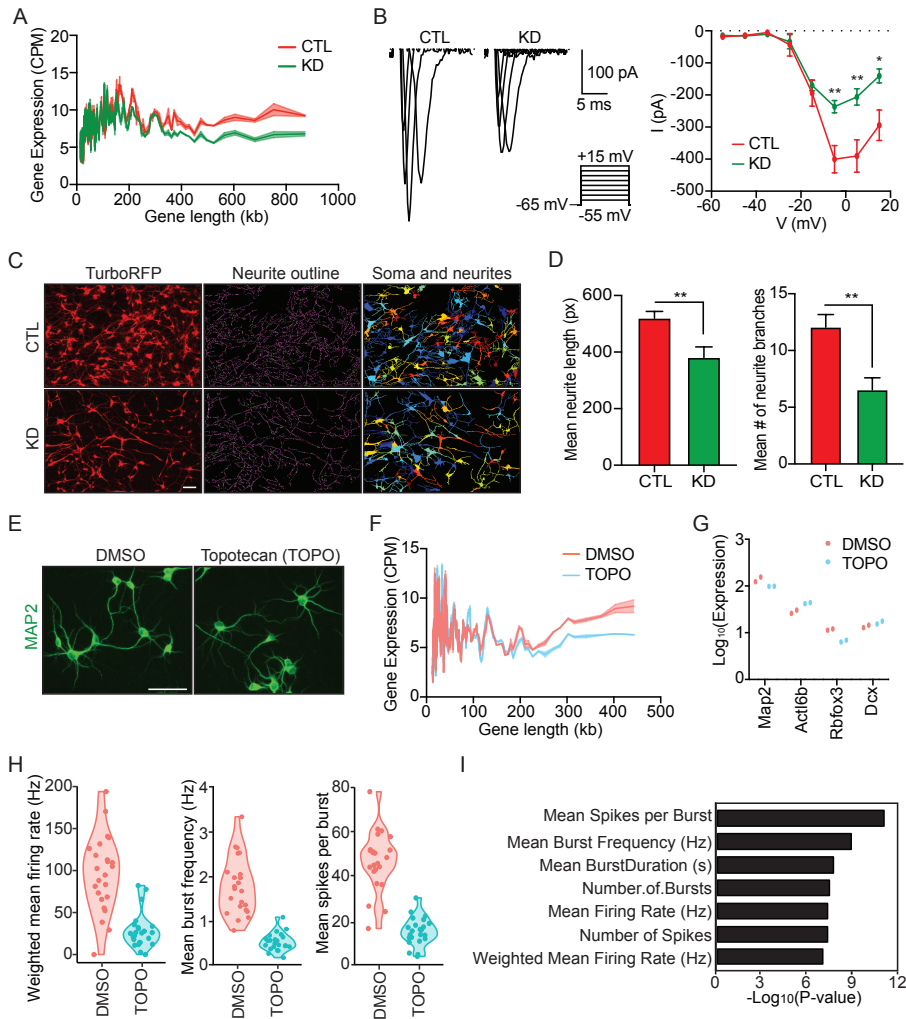 A
Gene Expression (CPM)
20
15
10
5
0
0
200
400
600
800
1000
Gene length (kb)
CTL
KD
B
CTL
KD
100 pA
5 ms
+15 mV
-65 mV
-55 mV
I (pA)
0
-100
-200
-300
-400
-500
-60
-40
-20
0
20
V (mV)
CTL
KD
**
**
*
C
TurboRFP
Neurite outline
Soma and neurites
CTL
KD
D
Mean neurite length (px)
600
400
200
0
**
CTL
KD
Mean # of neurite branches
15
10
5
0
**
CTL
KD
E
DMSO
Topotecan (TOPO)
MAP2
F
Gene Expression (CPM)
15
10
5
0
0
100
200
300
400
500
Gene length (kb)
DMSO
TOPO
G
Log10(Expression)
3
2
1
0
Map2
Actl6b
Rbfox3
Dcx
DMSO
TOPO
H
Weighted mean firing rate (Hz)
200
150
100
50
0
DMSO
TOPO
Mean burst frequency (Hz)
4
3
2
1
0
DMSO
TOPO
Mean spikes per burst
80
60
40
20
0
DMSO
TOPO
I
Mean Spikes per Burst
Mean Burst Frequency (Hz)
Mean BurstDuration (s)
Number.of.Bursts
Mean Firing Rate (Hz)
Number of Spikes
Weighted Mean Firing Rate (Hz)
0
3
6
9
12
-Log10(P-value)